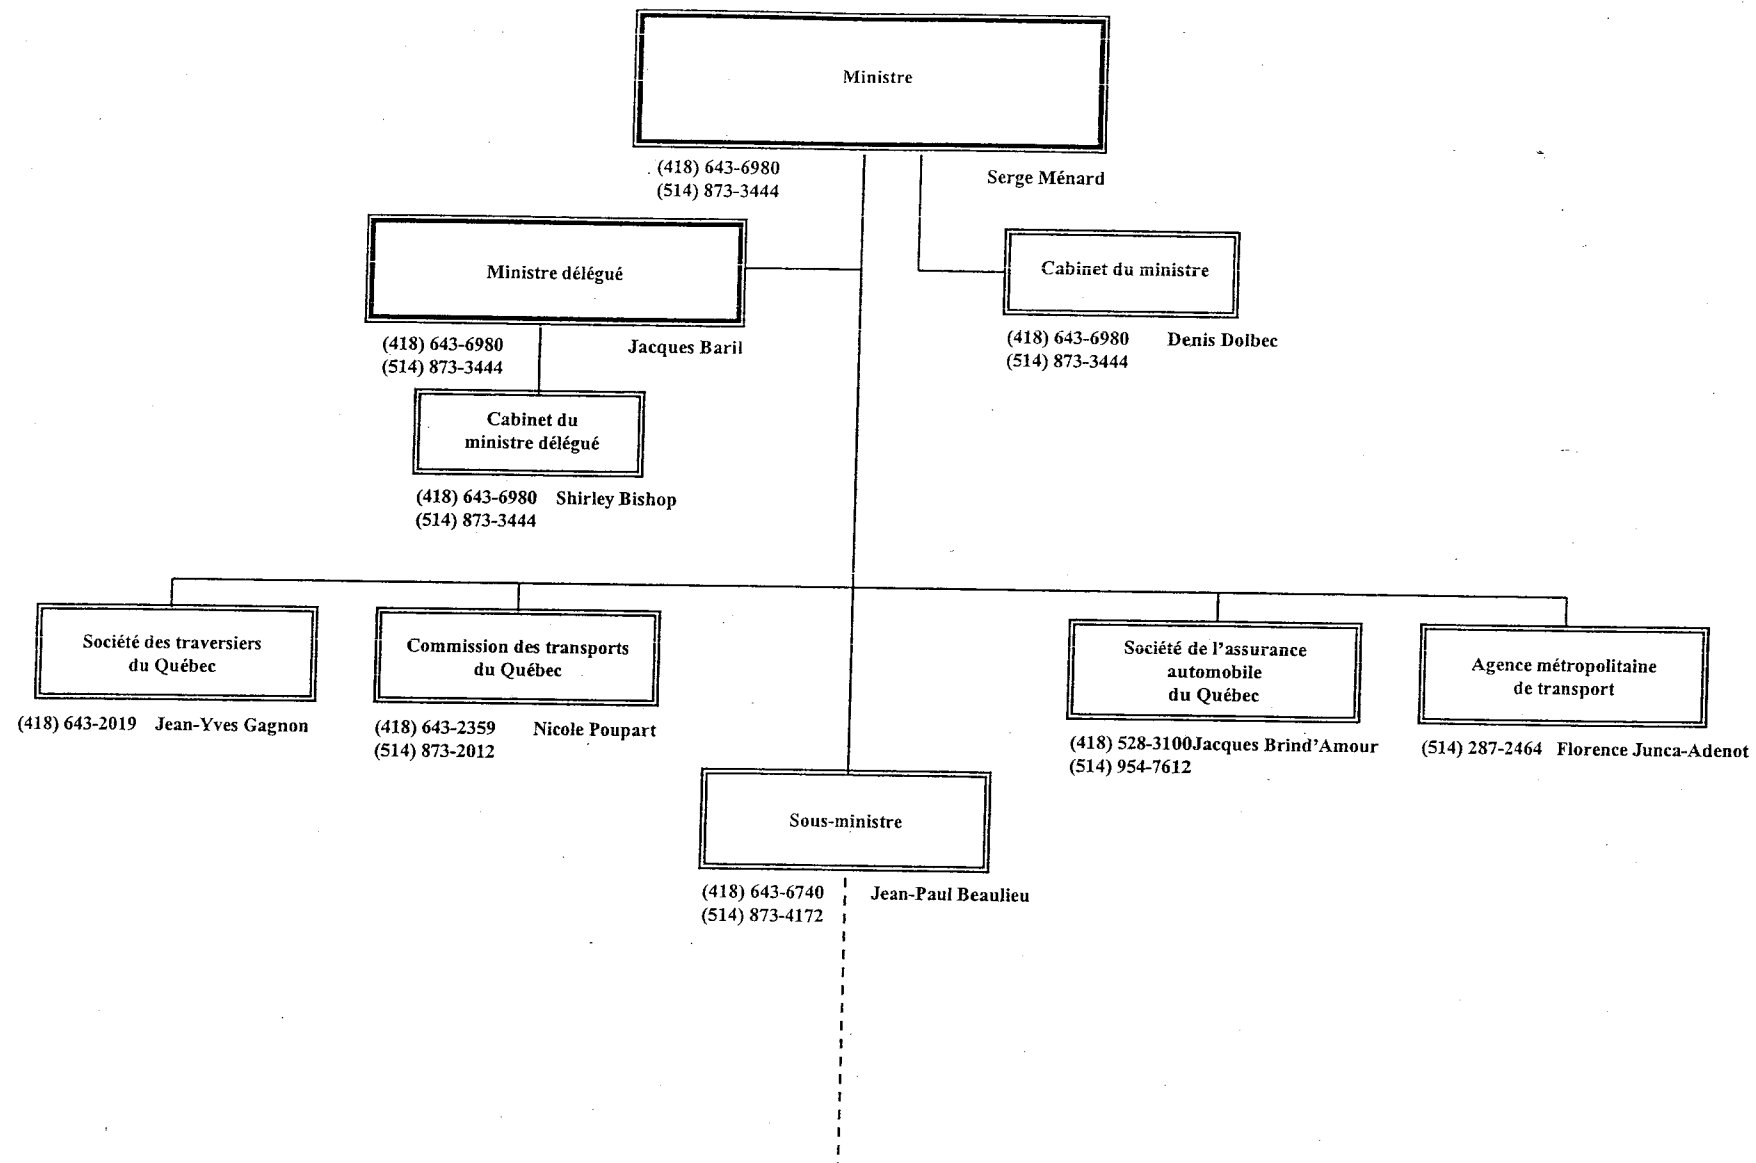 Ministre
(418) 643-6980
(514) 873-3444
Serge Ménard
Ministre délégué
(418) 643-6980
(514) 873-3444
Jacques Baril
Cabinet du ministre
(418) 643-6980 Denis Dolbec
(514) 873-3444
Cabinet du
ministre délégué
(418) 643-6980 Shirley Bishop
(514) 873-3444
Société des traversiers
du Québec
(418) 643-2019 Jean-Yves Gagnon
Commission des transports
du Québec
(418) 643-2359 Nicole Poupart
(514) 873-2012
Société de l'assurance
automobile
du Québec
(418) 528-3100Jacques Brind'Amour
(514) 954-7612
Agence métropolitaine
de transport
(514) 287-2464 Florence Junca-Adenot
Sous-ministre
(418) 643-6740 Jean-Paul Beaulieu
(514) 873-4172